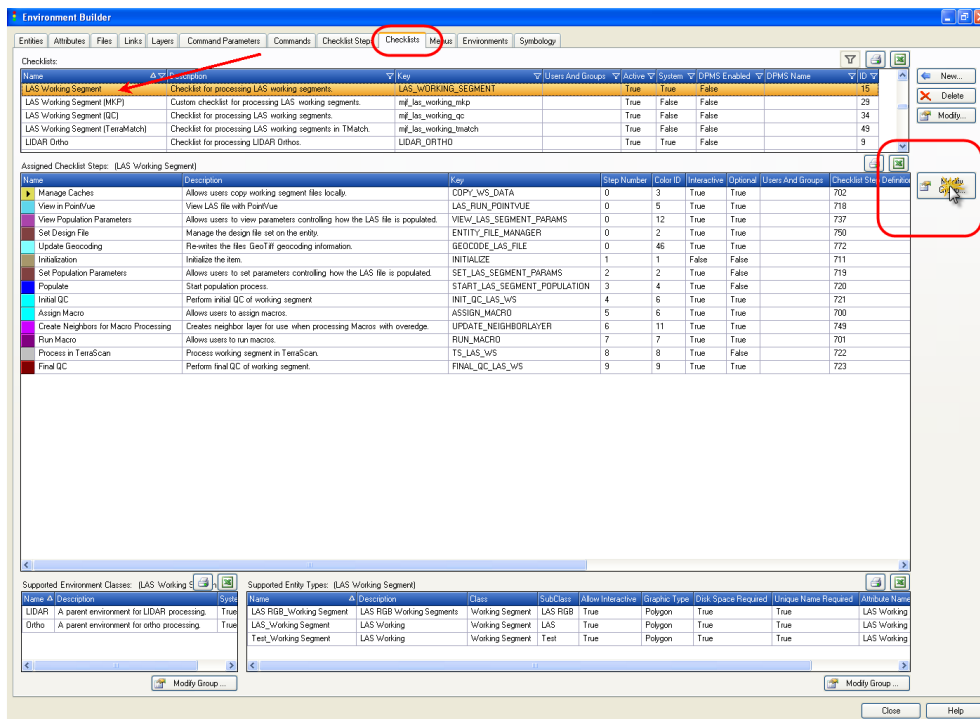 Environment Builder
Entities Attributes Files Links Layers Command Parameters Commands Checklist Steps Checklists Menus Environments Symbology
Checklists:
Name Description Key Users And Groups Active System DPMS Enabled DPMS Name ID
LAS Working Segment Checklist for processing LAS working segments. LAS_WORKING_SEGMENT True True False 15
LAS Working Segment (MKP) Custom checklist for processing LAS working segments. mjf_las_working_mkp True False False 29
LAS Working Segment (QC) Checklist for processing LAS working segments. mjf_las_working_qc True False False 34
LAS Working Segment (TerraMatch) Checklist for processing LAS working segments in TMatch. mjf_las_working_tmatch True False False 49
LIDAR Ortho Checklist for processing LIDAR Orthos. LIDAR_ORTHO True True False 9
New...
Delete
Modify...
Assigned Checklist Steps: (LAS Working Segment)
Name Description Key Step Number Color ID Interactive Optional Users And Groups Checklist Step Definition
Manage Caches Allows users copy working segment files locally. COPY_WS_DATA 0 3 True True 702
View in PointVue View LAS file with PointVue LAS_RUN_POINTVUE 0 5 True True 718
View Population Parameters Allows users to view parameters controlling how the LAS file is populated. VIEW_LAS_SEGMENT_PARAMS 0 12 True True 737
Set Design File Manage the design file set on the entity. ENTITY_FILE_MANAGER 0 2 True True 750
Update Geocoding Re-writes the files GeoTiff geocoding information. GEOCODE_LAS_FILE 0 46 True True 772
Initialization Initialize the item. INITIALIZE 1 1 False False 711
Set Population Parameters Allows users to set parameters controlling how the LAS file is populated. SET_LAS_SEGMENT_PARAMS 2 2 True False 719
Populate Start population process. START_LAS_SEGMENT_POPULATION 3 4 True False 720
Initial QC Perform initial QC of working segment INIT_QC_LAS_WS 4 6 True True 721
Assign Macro Allows users to assign macros. ASSIGN_MACRO 5 6 True True 700
Create Neighbors for Macro Processing Creates neighbor layer for use when processing Macros with overedge. UPDATE_NEIGHBORLAYER 6 11 True True 749
Run Macro Allows users to run macros. RUN_MACRO 7 7 True True 701
Process in TerraScan Process working segment in TerraScan. TS_LAS_WS 8 8 True False 722
Final QC Perform final QC of working segment. FINAL_QC_LAS_WS 9 9 True True 723
Modify
Supported Environment Classes: (LAS Working
Name Description
LIDAR A parent environment for LIDAR processing. True
Ortho A parent environment for ortho processing. True
Modify Group ...
Supported Entity Types: (LAS Working Segment)
Name Description Class SubClass Allow Interactive Graphic Type Disk Space Required Unique Name Required Attribute Name
LAS RGB_Working Segment LAS RGB Working Segments Working Segment LAS RGB True Polygon True True LAS Working
LAS_Working Segment LAS Working Working Segment LAS True Polygon True True LAS Working
Test_Working Segment LAS Working Working Segment Test True Polygon True True LAS Working
Modify Group ...
Close Help